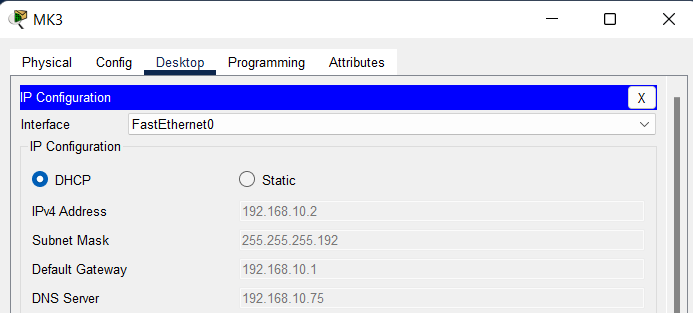 MK3
Physical Config Desktop Programming Attributes
IP Configuration X
Interface FastEthernet0
IP Configuration
DHCP Static
IPv4 Address 192.168.10.2
Subnet Mask 255.255.255.192
Default Gateway 192.168.10.1
DNS Server 192.168.10.75